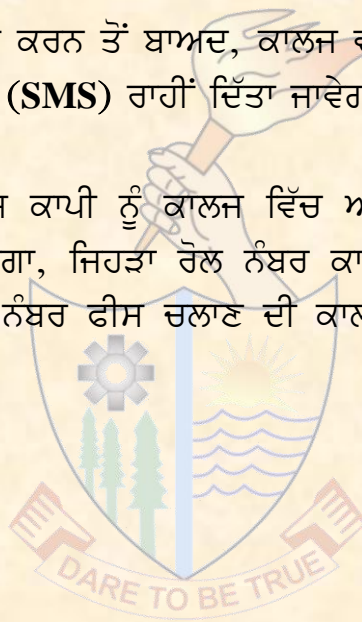 ਕਰਨ ਤੋਂ ਬਾਅਦ, ਕਾਲਜ
(SMS) ਰਾਹੀਂ ਦਿੱਤਾ ਜਾਵੇਗ
ਕਾਪੀ ਨੂੰ ਕਾਲਜ ਵਿੱਚ
ਗਾ, ਜਿਹੜਾ ਰੋਲ ਨੰਬਰ ਕਾ
ਨੰਬਰ ਫੀਸ ਚਲਾਣ ਦੀ ਕਾਲ
DARE TO BE TRUE